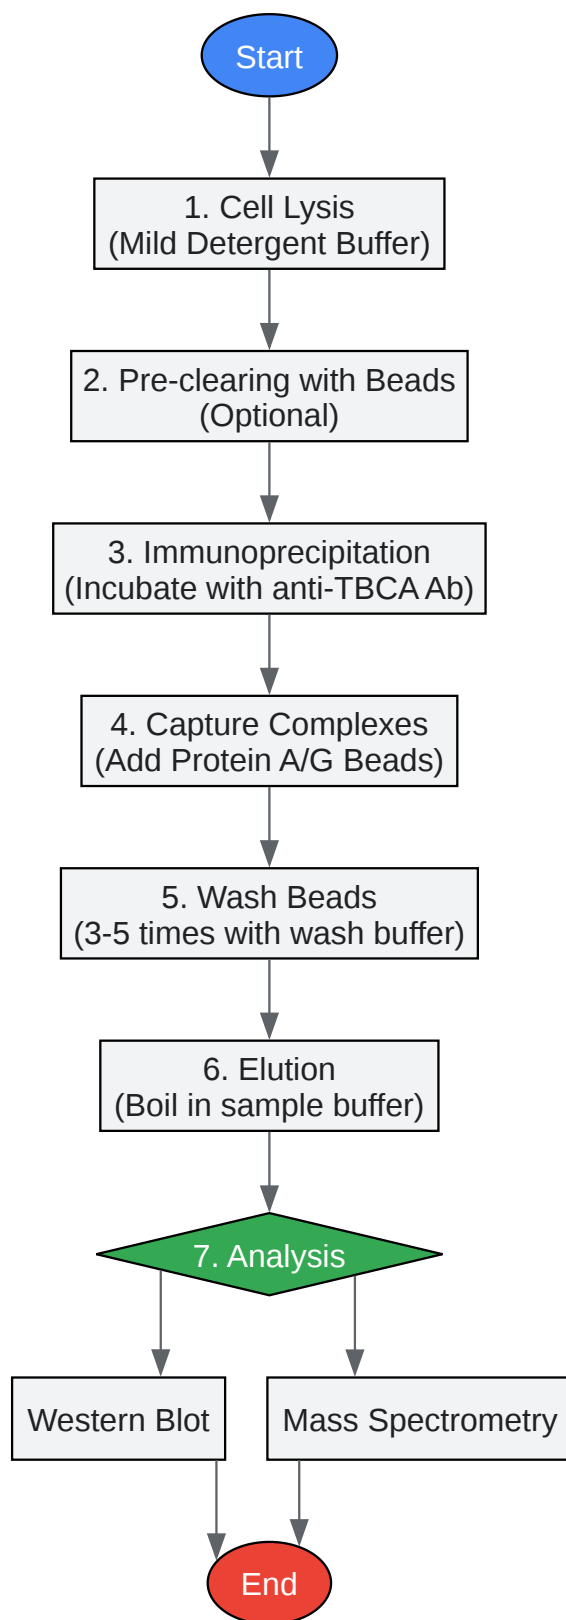 Start
1. Cell Lysis
(Mild Detergent Buffer)
2. Pre-clearing with Beads
(Optional)
3. Immunoprecipitation
(Incubate with anti-TBCA Ab)
4. Capture Complexes
(Add Protein A/G Beads)
5. Wash Beads
(3-5 times with wash buffer)
6. Elution
(Boil in sample buffer)
7. Analysis
Western Blot
Mass Spectrometry
End